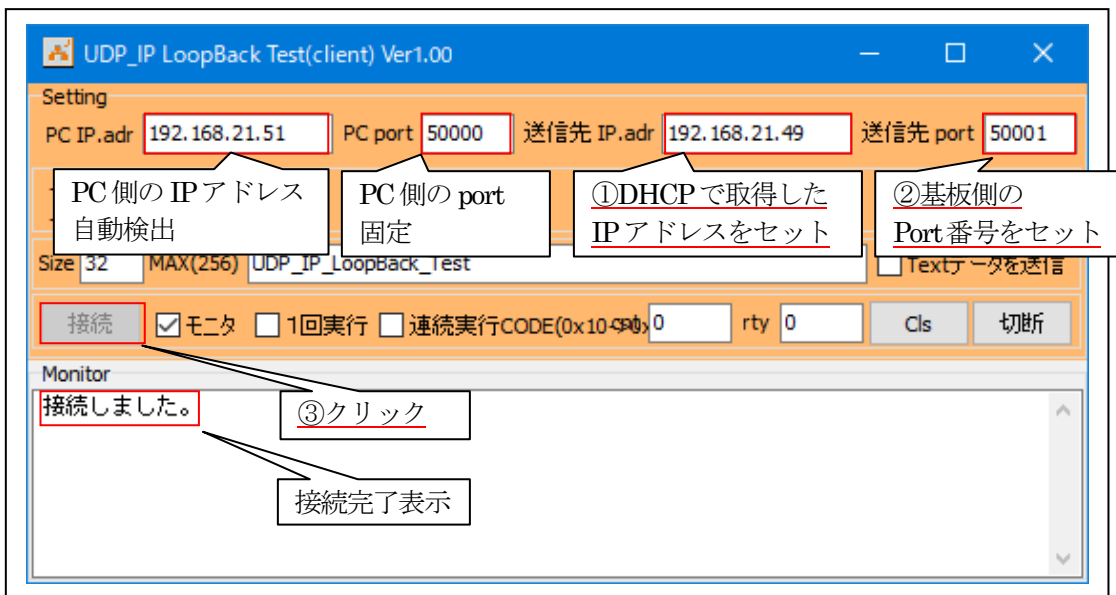 UDP_IP LoopBack Test(client) Ver1.00
Setting
PC IP.adr 192.168.21.51 PC port 50000 送信先 IP.adr 192.168.21.49 送信先 port 50001
PC側のIPアドレス
自動検出
PC側のport
固定
①DHCPで取得した
IPアドレスをセット
②基板側の
Port番号をセット
Size 32 MAX(256) UDP_IP_LoopBack_Test Textデータを送信
接続 モニタ 1回実行 連続実行CODE(0x10 0 rty 0 Cls 切断
Monitor
接続しました。
③クリック
接続完了表示